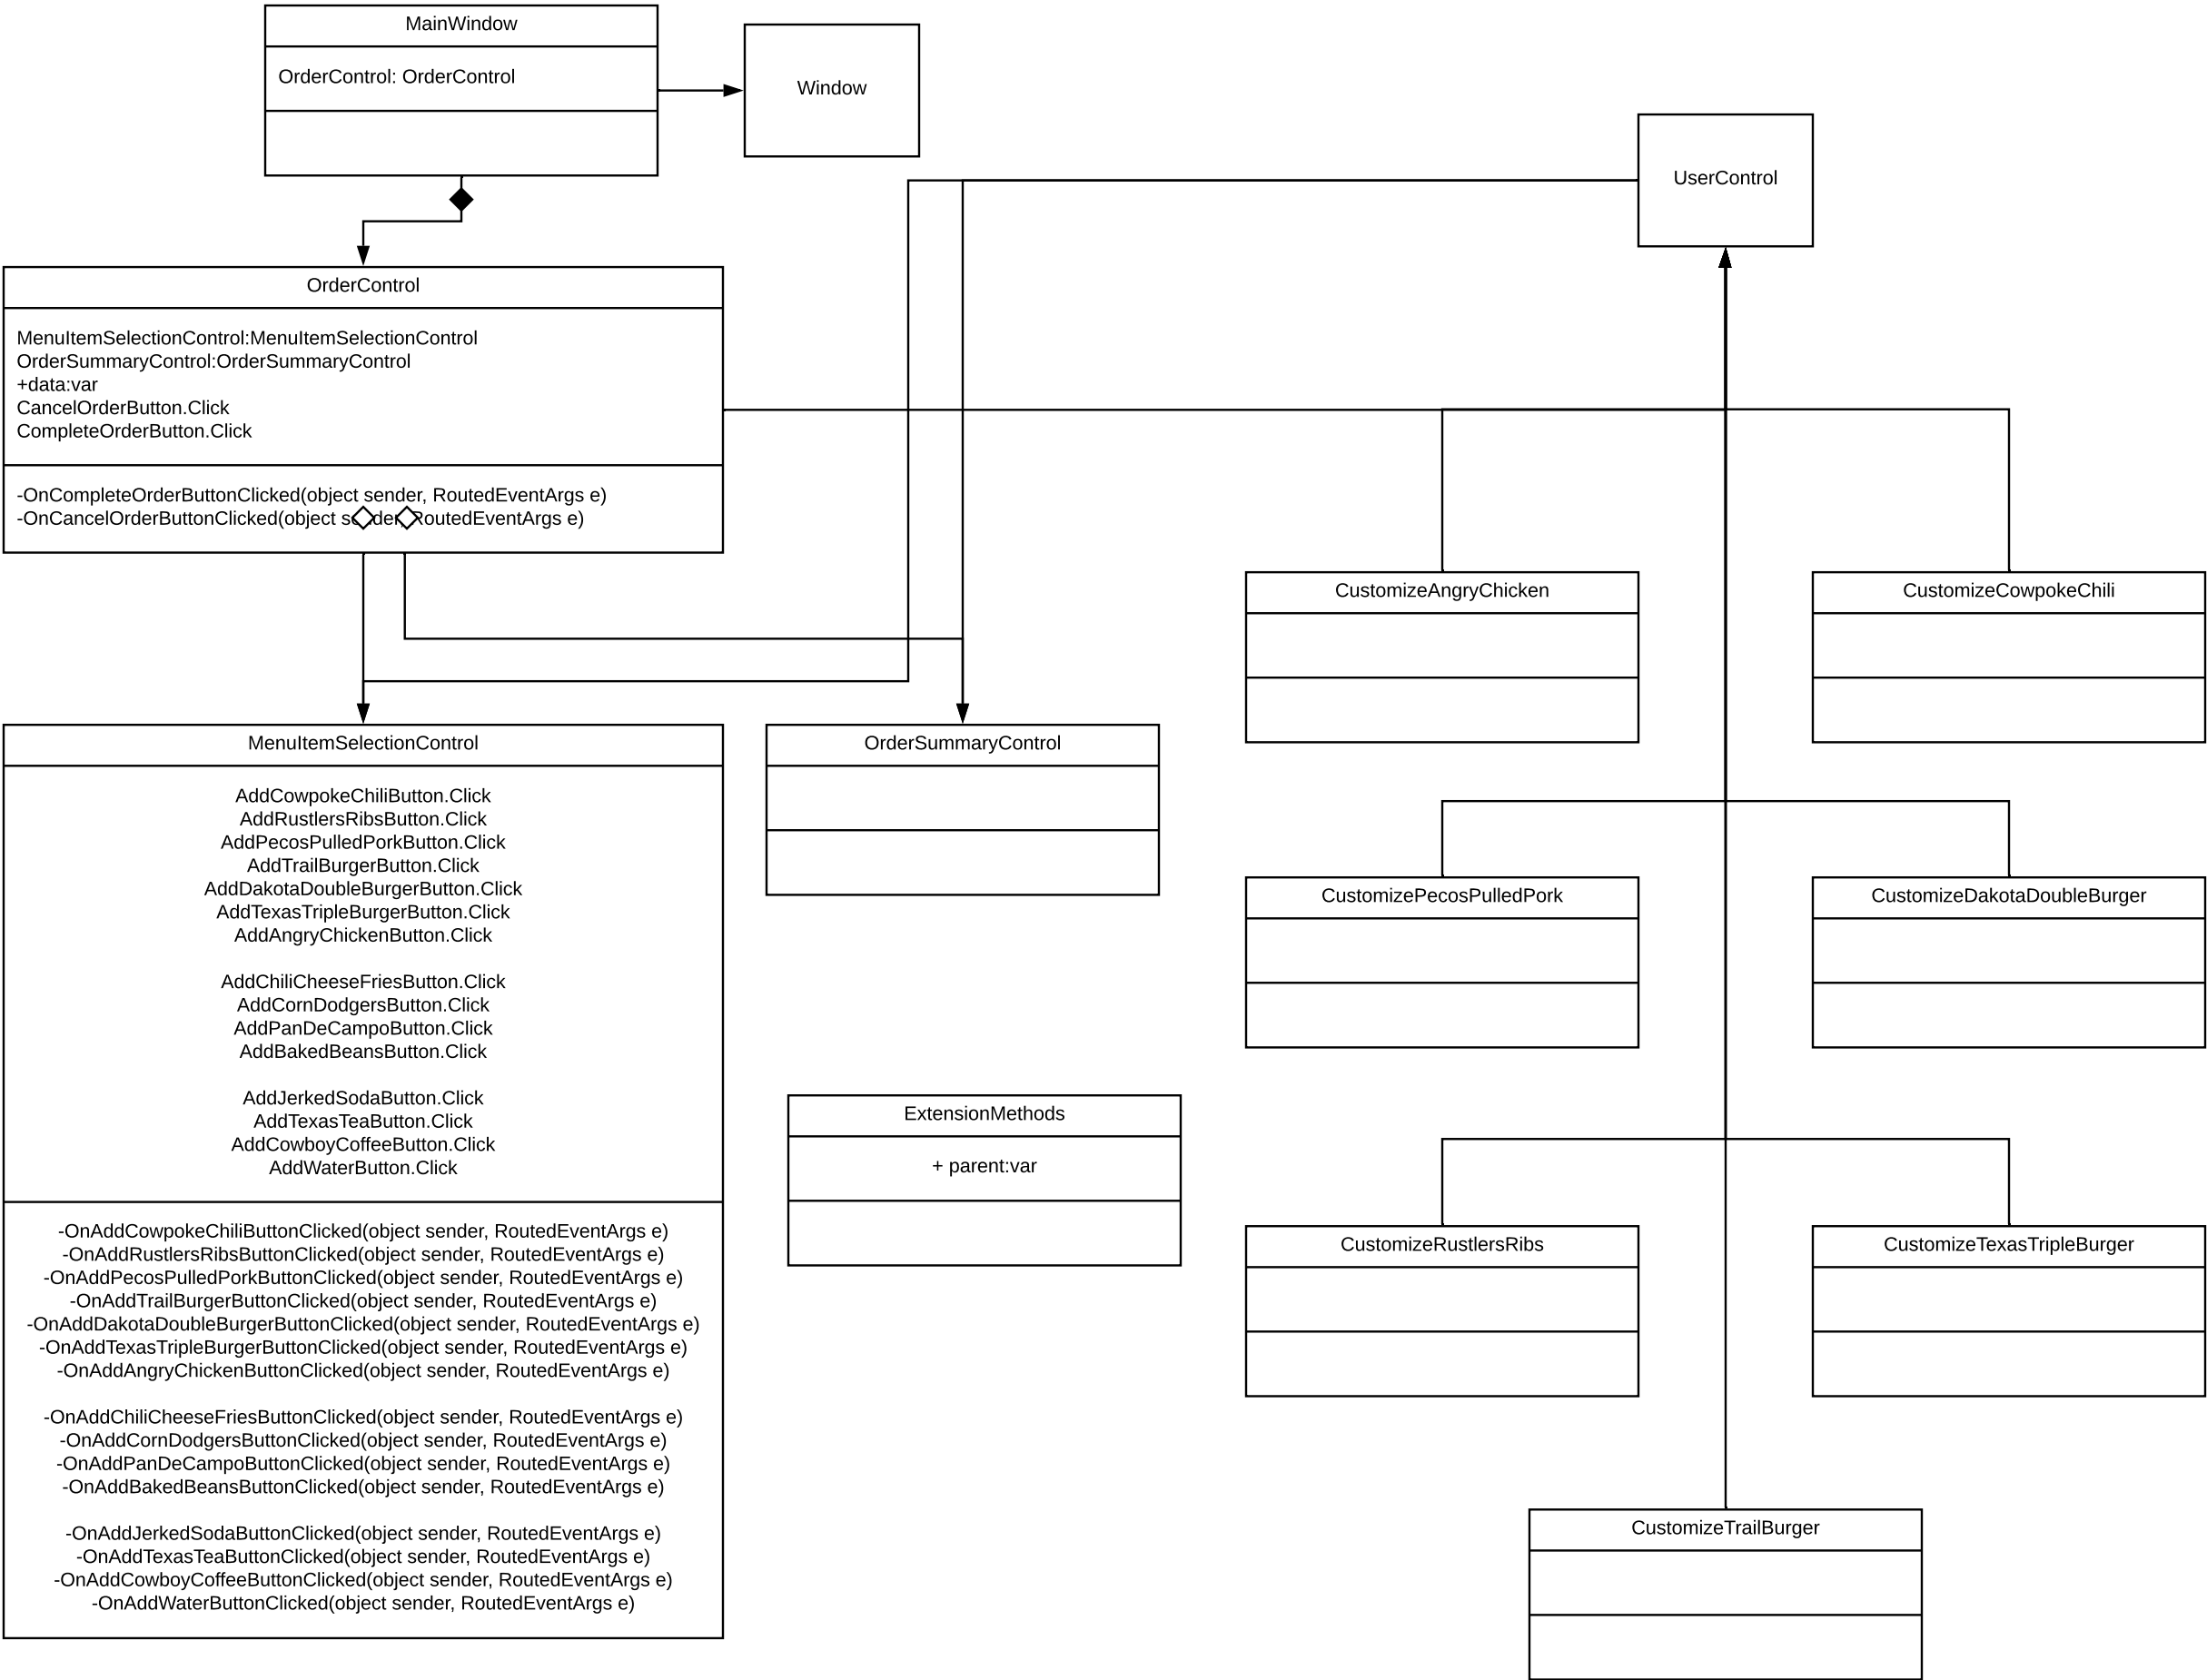 MainWindow
OrderControl: OrderControl
Window
UserControl
OrderControl
MenuItemSelectionControl:MenuItemSelectionControl
OrderSummaryControl:OrderSummaryControl
+data:var
CancelOrderButton.Click
CompleteOrderButton.Click
-OnCompleteOrderButtonClicked(object sender, RoutedEventArgs e)
-OnCancelOrderButtonClicked(object sender, RoutedEventArgs e)
MenuItemSelectionControl
AddCowpokeChiliButton.Click
AddRustlersRibsButton.Click
AddPecosPulledPorkButton.Click
AddTrailBurgerButton.Click
AddDakotaDoubleBurgerButton.Click
AddTexasTripleBurgerButton.Click
AddAngryChickenButton.Click
AddChiliCheeseFriesButton.Click
AddCornDodgersButton.Click
AddPanDeCampoButton.Click
AddBakedBeansButton.Click
AddJerkedSodaButton.Click
AddTexasTeaButton.Click
AddCowboyCoffeeButton.Click
AddWaterButton.Click
-OnAddCowpokeChiliButtonClicked(object sender, RoutedEventArgs e)
-OnAddRustlersRibsButtonClicked(object sender, RoutedEventArgs e)
-OnAddPecosPulledPorkButtonClicked(object sender, RoutedEventArgs e)
-OnAddTrailBurgerButtonClicked(object sender, RoutedEventArgs e)
-OnAddDakotaDoubleBurgerButtonClicked(object sender, RoutedEventArgs e)
-OnAddTexasTripleBurgerButtonClicked(object sender, RoutedEventArgs e)
-OnAddAngryChickenButtonClicked(object sender, RoutedEventArgs e)
-OnAddChiliCheeseFriesButtonClicked(object sender, RoutedEventArgs e)
-OnAddCornDodgersButtonClicked(object sender, RoutedEventArgs e)
-OnAddPanDeCampoButtonClicked(object sender, RoutedEventArgs e)
-OnAddBakedBeansButtonClicked(object sender, RoutedEventArgs e)
-OnAddJerkedSodaButtonClicked(object sender, RoutedEventArgs e)
-OnAddTexasTeaButtonClicked(object sender, RoutedEventArgs e)
-OnAddCowboyCoffeeButtonClicked(object sender, RoutedEventArgs e)
-OnAddWaterButtonClicked(object sender, RoutedEventArgs e)
OrderSummaryControl
ExtensionMethods
+ parent:var
CustomizeAngryChicken
CustomizeCowpokeChili
CustomizePecosPulledPork
CustomizeDakotaDoubleBurger
CustomizeRustlersRibs
CustomizeTexasTripleBurger
CustomizeTrailBurger